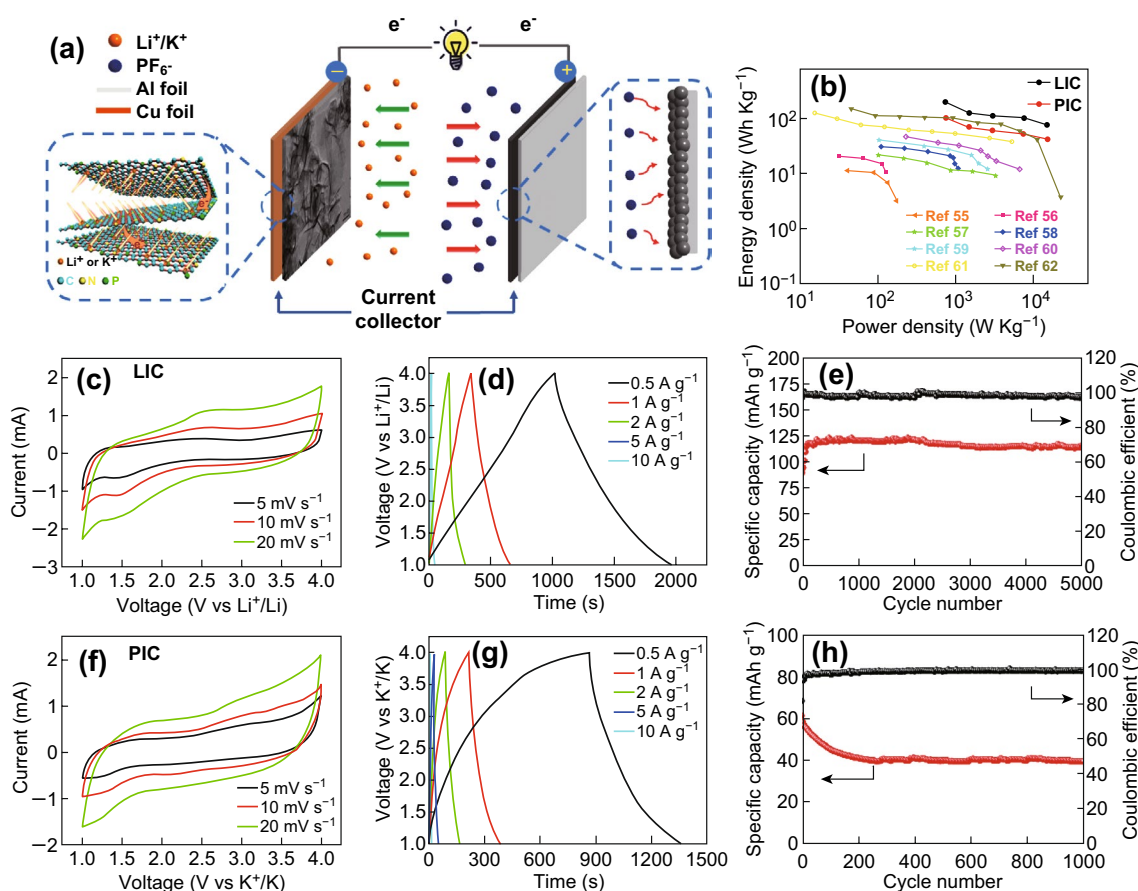 (a)
Li⁺/K⁺
PF₆-
Al foil
Cu foil
e⁻
e⁻
−
+
Li⁺ or K⁺
C N P
Current
collector
(b)
LIC
PIC
Energy density (Wh Kg⁻¹)
10²
10¹
10⁰
10⁻¹
Ref 55
Ref 56
Ref 57
Ref 58
Ref 59
Ref 60
Ref 61
Ref 62
10¹ 10² 10³ 10⁴
Power density (W Kg⁻¹)
(c) LIC
Current (mA)
2
1
0
−1
−2
−3
5 mV s⁻¹
10 mV s⁻¹
20 mV s⁻¹
1.0 1.5 2.0 2.5 3.0 3.5 4.0
Voltage (V vs Li⁺/Li)
(d)
Voltage (V vs Li⁺/Li)
4.0
3.0
2.0
1.0
0.5 A g⁻¹
1 A g⁻¹
2 A g⁻¹
5 A g⁻¹
10 A g⁻¹
0 500 1000 1500 2000
Time (s)
(e)
Specific capacity (mAh g⁻¹)
200
175
150
125
100
75
50
25
0
120
100
80
60
40
20
0
Coulombic efficient (%)
0 1000 2000 3000 4000 5000
Cycle number
(f) PIC
Current (mA)
2
1
0
−1
2
1.0 1.5 2.0 2.5 3.0 3.5 4.0
5 mV s⁻¹
10 mV s⁻¹
20 mV s⁻¹
Voltage (V vs K⁺/K)
(g)
Voltage (V vs K⁺/K)
4.0
3.0
2.0
1.0
0.5 A g⁻¹
1 A g⁻¹
2 A g⁻¹
5 A g⁻¹
10 A g⁻¹
0 300 600 900 1200 1500
Time (s)
(h)
Specific capacity (mAh g⁻¹)
100
80
60
40
20
0
120
100
80
60
40
20
0
Coulombic efficient (%)
0 200 400 600 800 1000
Cycle number